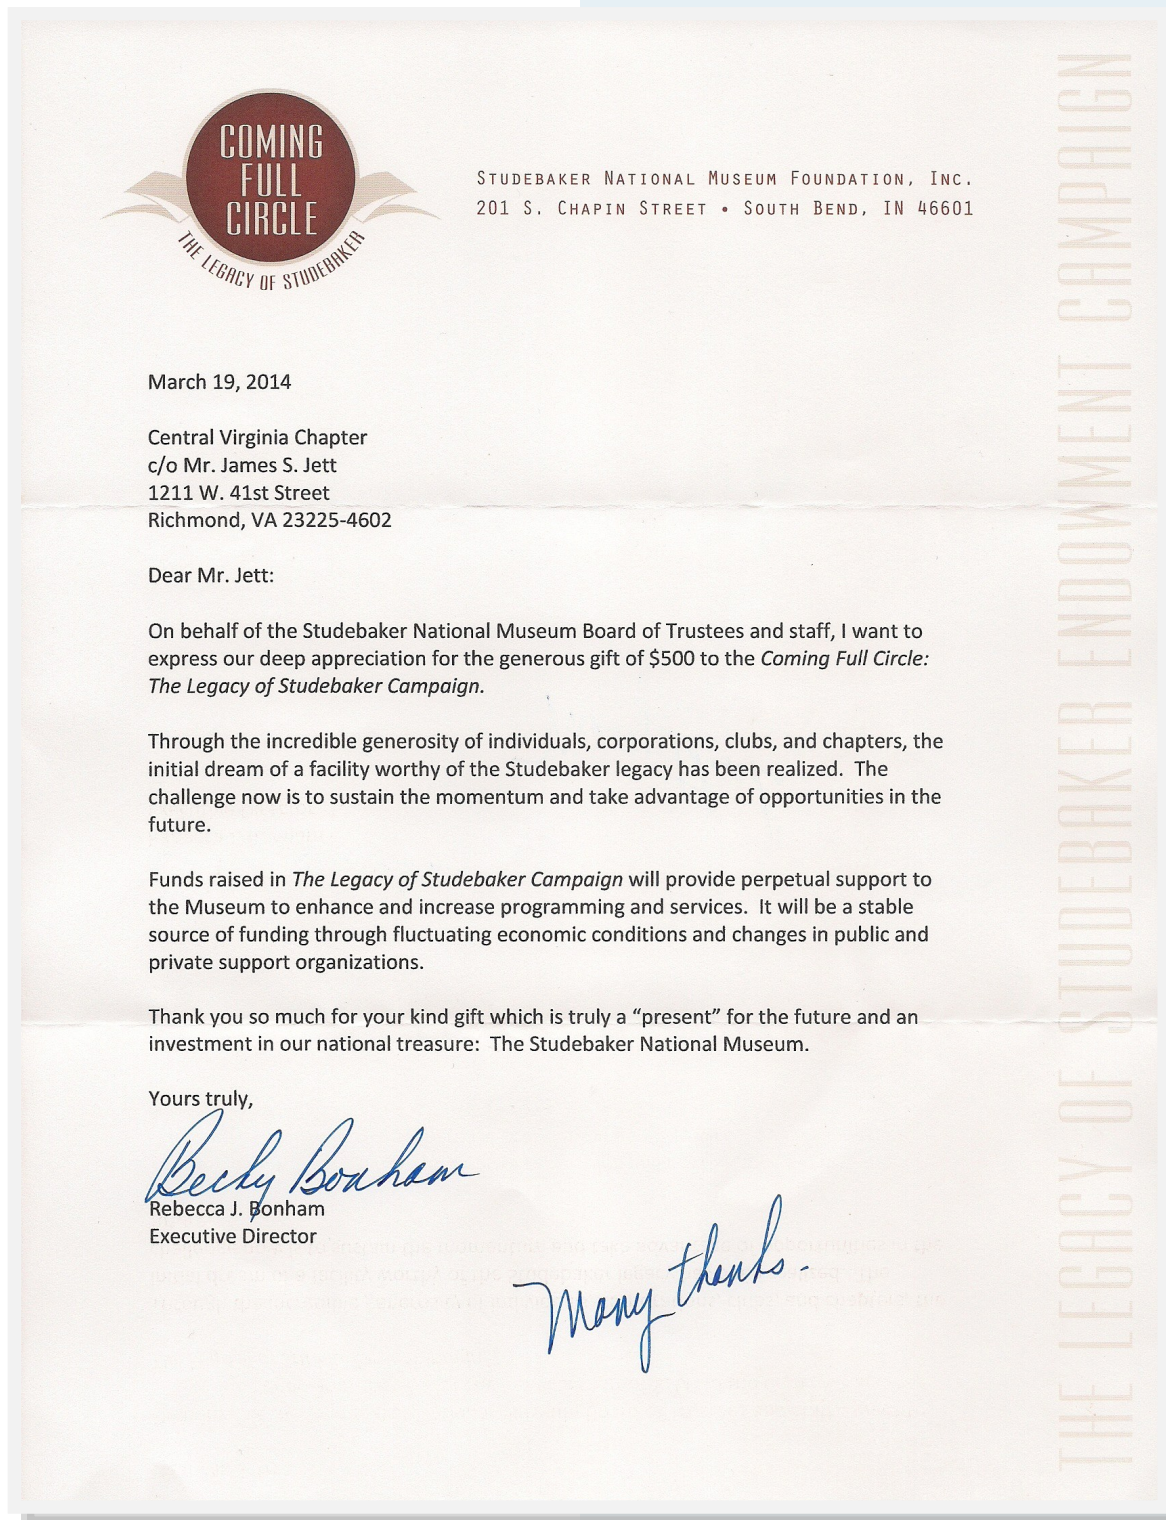 COMING
FULL
CIRCLE
THE LEGACY OF STUDEBAKER
STUDEBAKER NATIONAL MUSEUM FOUNDATION, INC.
201 S. CHAPIN STREET • SOUTH BEND, IN 46601
THE LEGACY OF STUDEBAKER ENDOWMENT CAMPAIGN
March 19, 2014
Central Virginia Chapter
c/o Mr. James S. Jett
1211 W. 41st Street
Richmond, VA 23225-4602
Dear Mr. Jett:
On behalf of the Studebaker National Museum Board of Trustees and staff, I want to
express our deep appreciation for the generous gift of $500 to the Coming Full Circle:
The Legacy of Studebaker Campaign.
Through the incredible generosity of individuals, corporations, clubs, and chapters, the
initial dream of a facility worthy of the Studebaker legacy has been realized.  The
challenge now is to sustain the momentum and take advantage of opportunities in the
future.
Funds raised in The Legacy of Studebaker Campaign will provide perpetual support to
the Museum to enhance and increase programming and services.  It will be a stable
source of funding through fluctuating economic conditions and changes in public and
private support organizations.
Thank you so much for your kind gift which is truly a “present” for the future and an
investment in our national treasure:  The Studebaker National Museum.
Yours truly,
Becky Bonham
Rebecca J. Bonham
Executive Director
Many thanks.